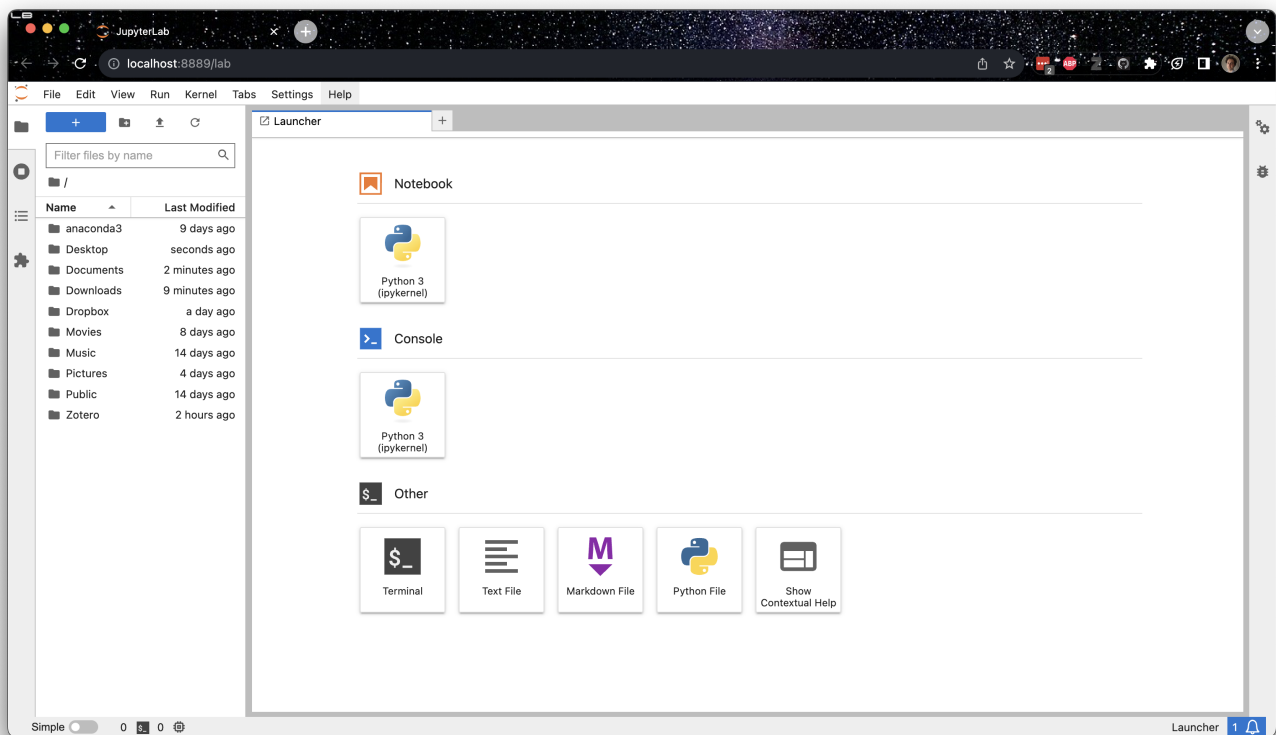 JupyterLab
localhost:8889/lab
2
ABP
File Edit View Run Kernel Tabs Settings Help
Launcher
Filter files by name
/
Name Last Modified
anaconda3 9 days ago
Desktop seconds ago
Documents 2 minutes ago
Downloads 9 minutes ago
Dropbox a day ago
Movies 8 days ago
Music 14 days ago
Pictures 4 days ago
Public 14 days ago
Zotero 2 hours ago
Notebook
Python 3
(ipykernel)
Console
Python 3
(ipykernel)
$_ Other
$_
Terminal
Text File
M
Markdown File
Python File
Show
Contextual Help
Simple 0 $_ 0
Launcher 1